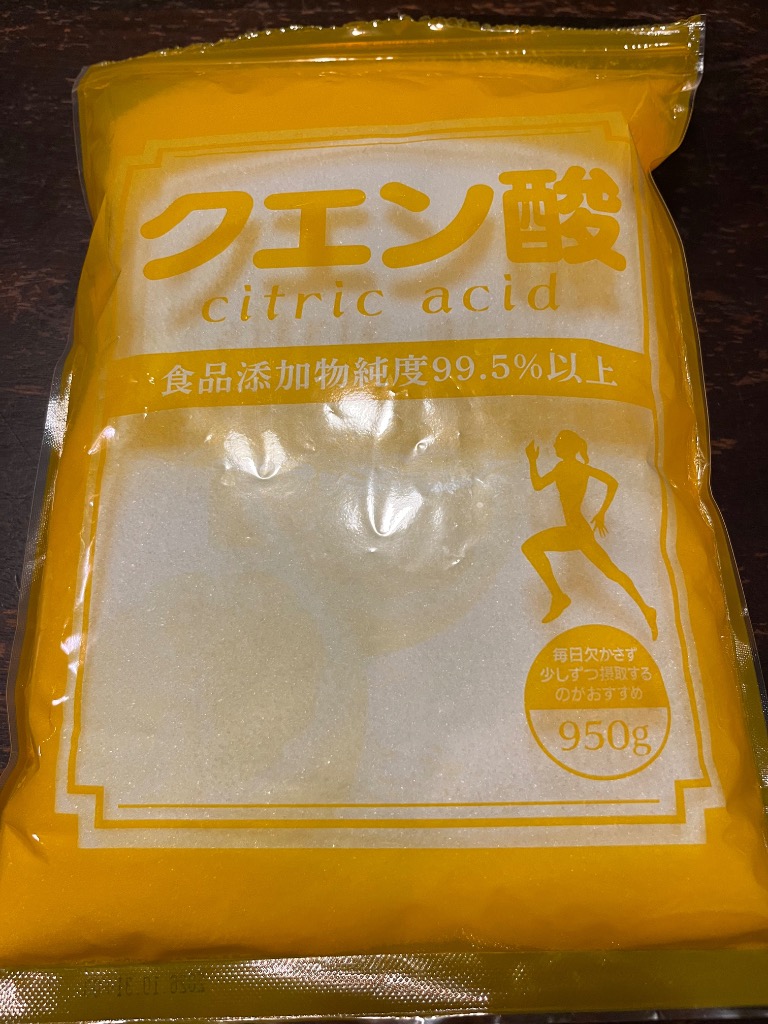 クエン酸
citric acid
食品添加物純度99.5%以上
毎日欠かさず
少しずつ摂取する
のがおすすめ
950g